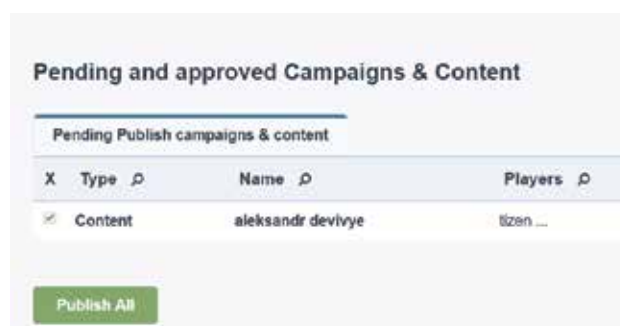 Pending and approved Campaigns & Content
Pending Publish campaigns & content
X Type Name Players
Content aleksandr devivye tizen ...
Publish All